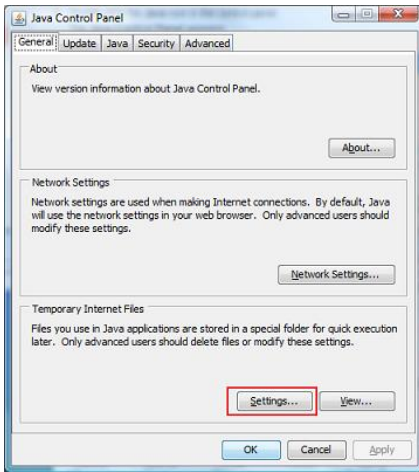 Java Control Panel
General Update Java Security Advanced
About
View version information about Java Control Panel.
About...
Network Settings
Network settings are used when making Internet connections. By default, Java
will use the network settings in your web browser. Only advanced users should
modify these settings.
Network Settings...
Temporary Internet Files
Files you use in Java applications are stored in a special folder for quick execution
later. Only advanced users should delete files or modify these settings.
Settings... View...
OK Cancel Apply